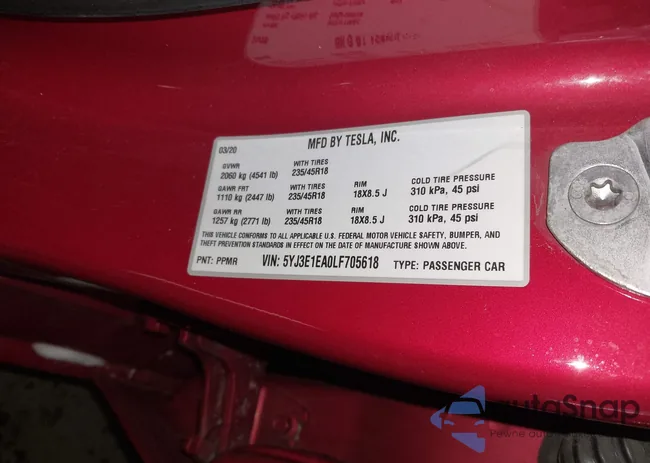 03/20
MFD BY TESLA, INC.
GVWR WITH TIRES
2060 kg (4541 lb) 235/45R18
GAWR FRT WITH TIRES RIM COLD TIRE PRESSURE
1110 kg (2447 lb) 235/45R18 18X8.5 J 310 kPa, 45 psi
GAWR RR WITH TIRES RIM COLD TIRE PRESSURE
1257 kg (2771 lb) 235/45R18 18X8.5 J 310 kPa, 45 psi
THIS VEHICLE CONFORMS TO ALL APPLICABLE U.S. FEDERAL MOTOR VEHICLE SAFETY, BUMPER, AND
THEFT PREVENTION STANDARDS IN EFFECT ON THE DATE OF MANUFACTURE SHOWN ABOVE.
PNT: PPMR VIN: 5YJ3E1EA0LF705618 TYPE: PASSENGER CAR
autoSnap
Pewne auto